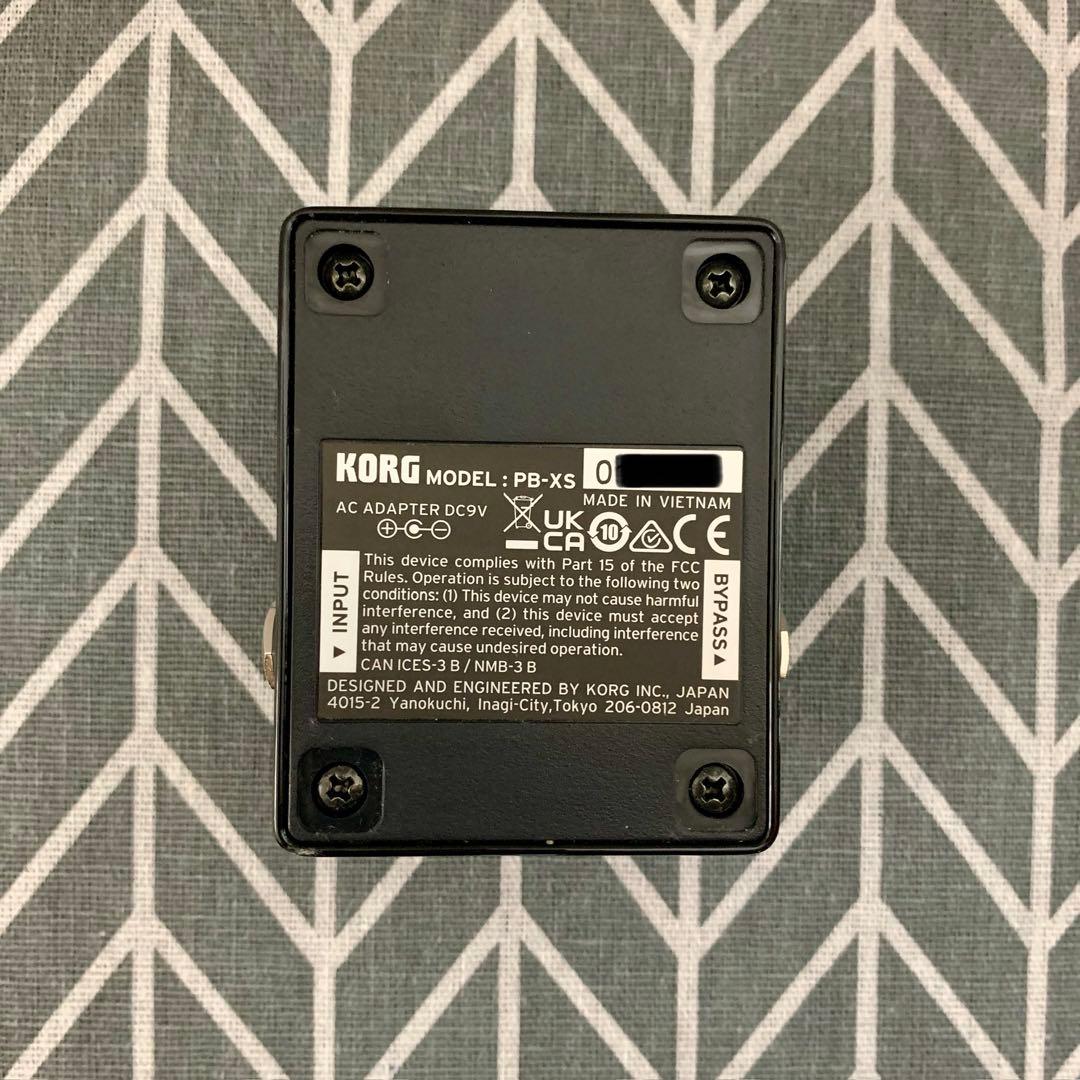 KORG MODEL : PB-XS 0
MADE IN VIETNAM
AC ADAPTER DC9V
UK
CA
10
CE
INPUT
This device complies with Part 15 of the FCC
Rules. Operation is subject to the following two
conditions: (1) This device may not cause harmful
interference, and (2) this device must accept
any interference received, including interference
that may cause undesired operation.
CAN ICES-3 B / NMB-3 B
BYPASS
DESIGNED AND ENGINEERED BY KORG INC., JAPAN
4015-2 Yanokuchi, Inagi-City,Tokyo 206-0812 Japan